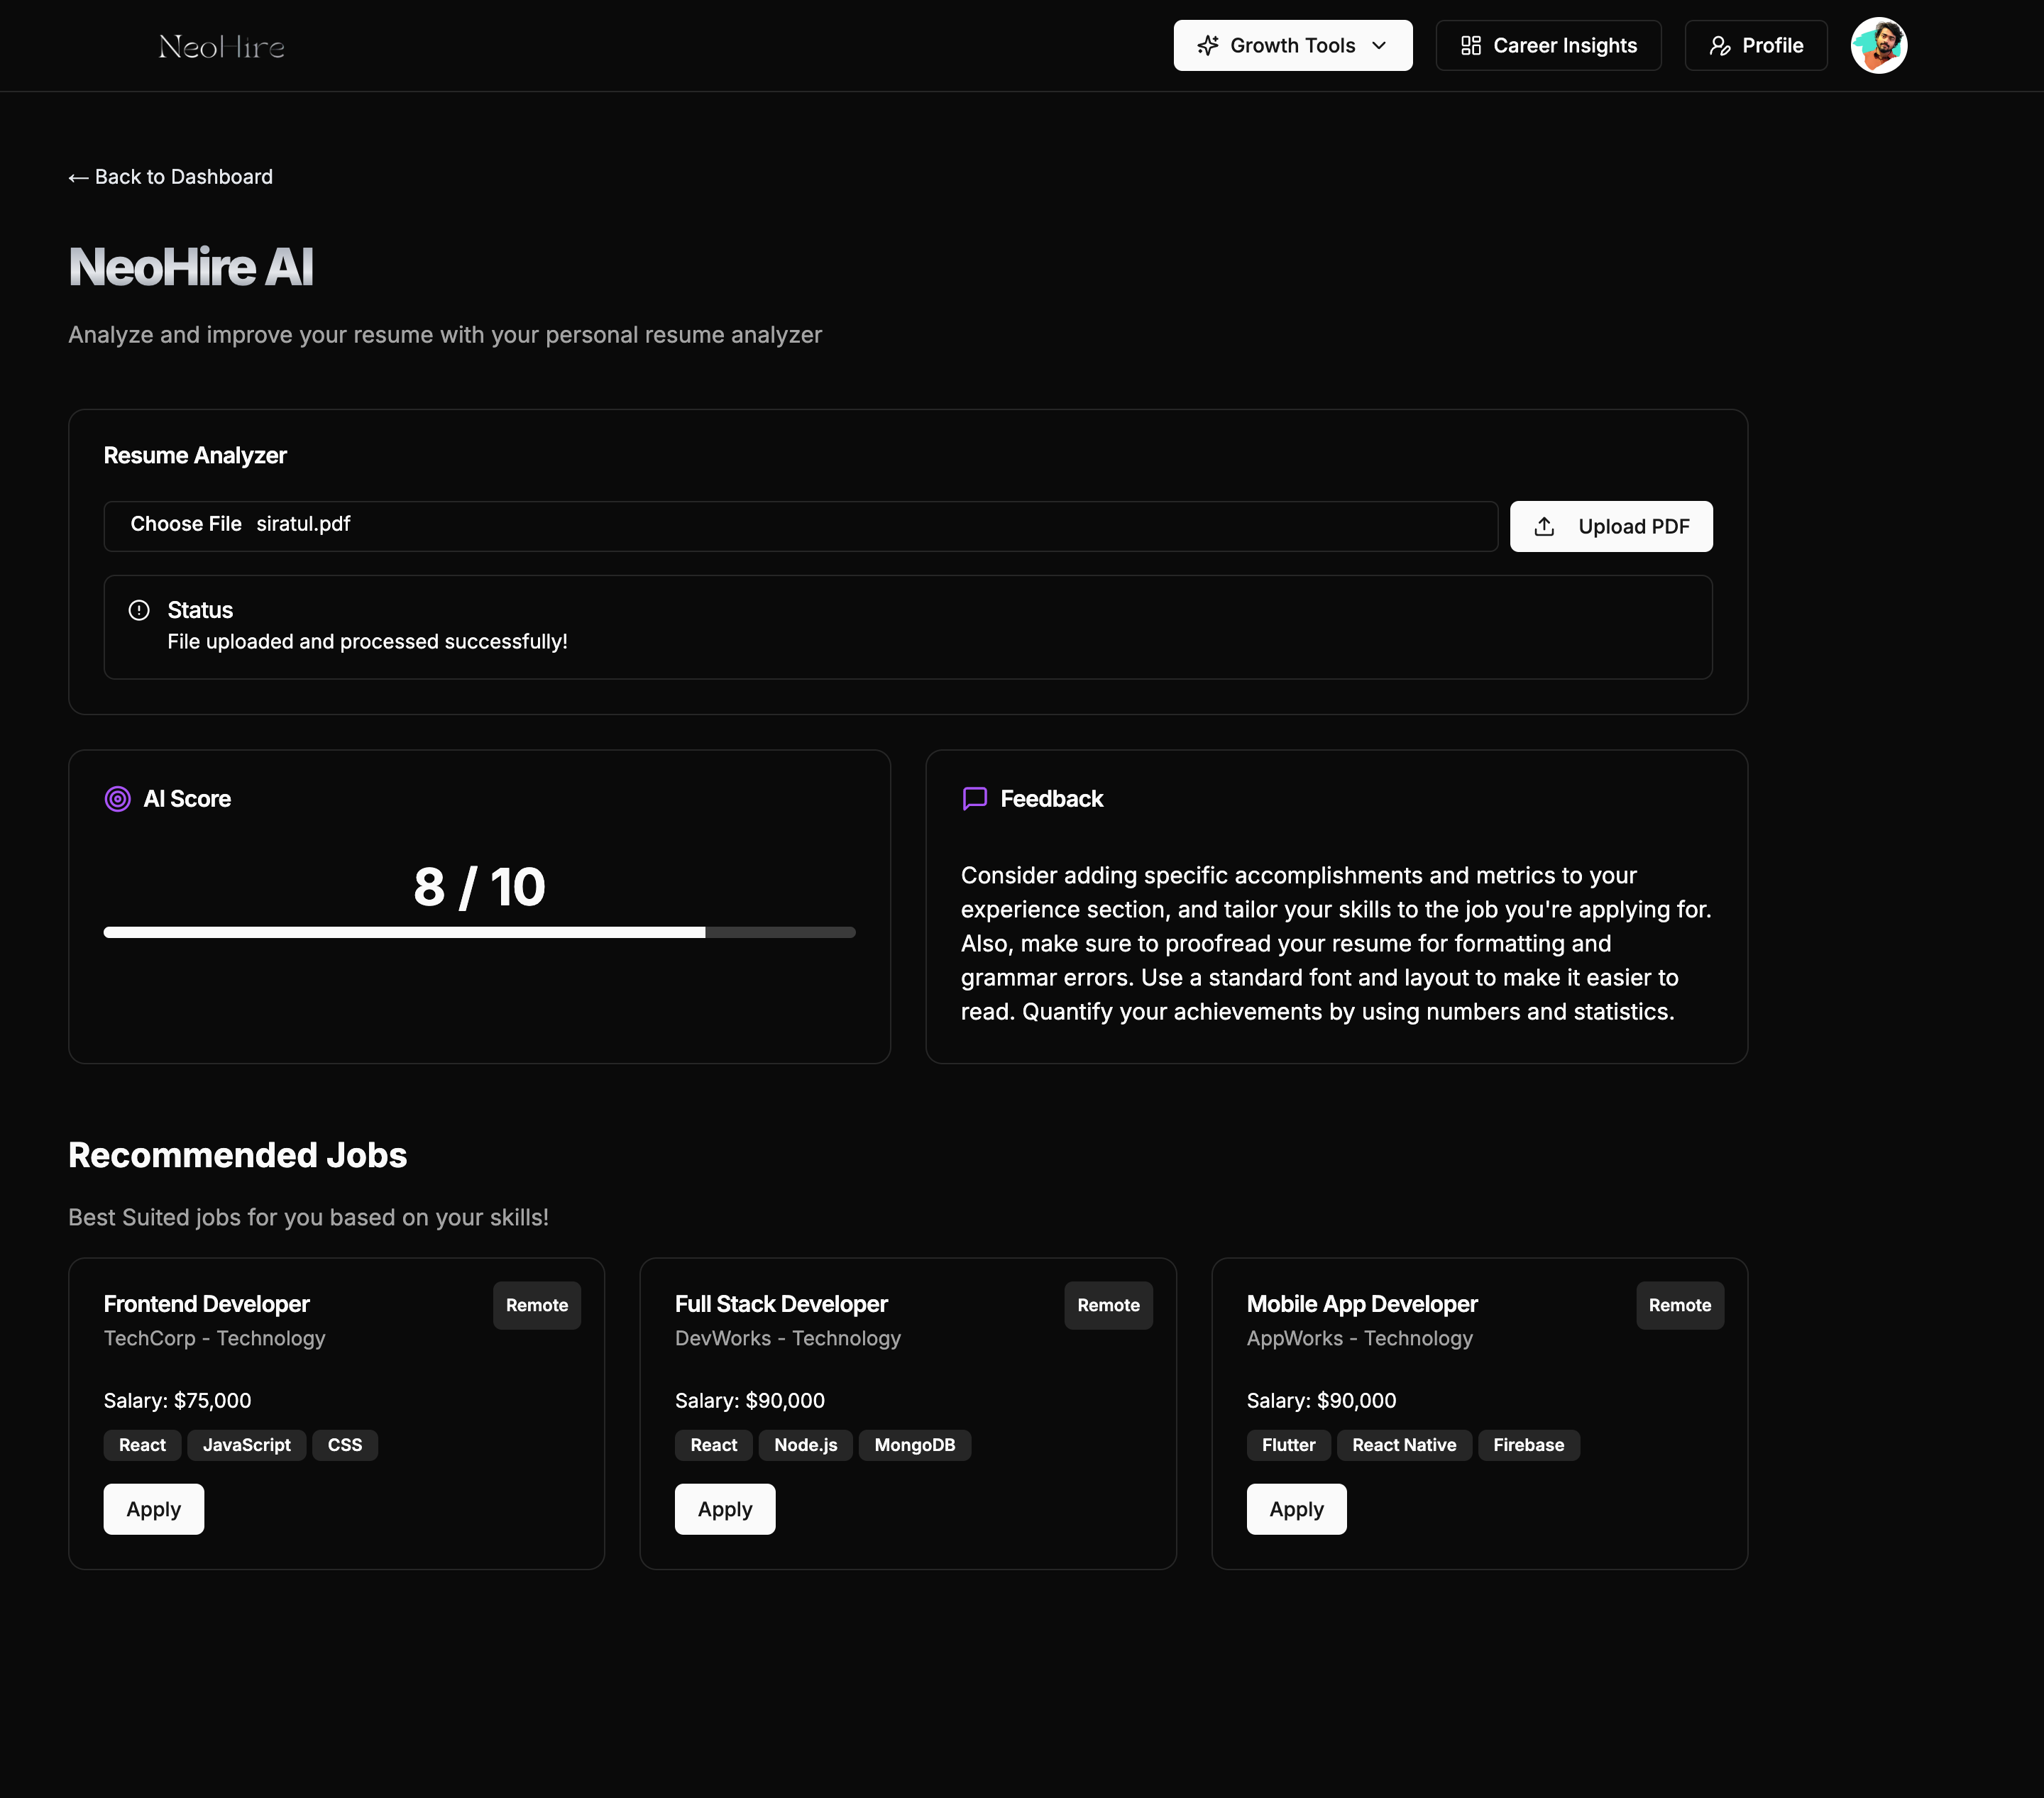 NeoHire
Growth Tools
Career Insights
Profile
← Back to Dashboard
NeoHire AI
Analyze and improve your resume with your personal resume analyzer
Resume Analyzer
Choose File siratul.pdf
Upload PDF
Status
File uploaded and processed successfully!
AI Score
8 / 10
Feedback
Consider adding specific accomplishments and metrics to your
experience section, and tailor your skills to the job you're applying for.
Also, make sure to proofread your resume for formatting and
grammar errors. Use a standard font and layout to make it easier to
read. Quantify your achievements by using numbers and statistics.
Recommended Jobs
Best Suited jobs for you based on your skills!
Frontend Developer
Remote
TechCorp - Technology
Salary: $75,000
React JavaScript CSS
Apply
Full Stack Developer
Remote
DevWorks - Technology
Salary: $90,000
React Node.js MongoDB
Apply
Mobile App Developer
Remote
AppWorks - Technology
Salary: $90,000
Flutter React Native Firebase
Apply